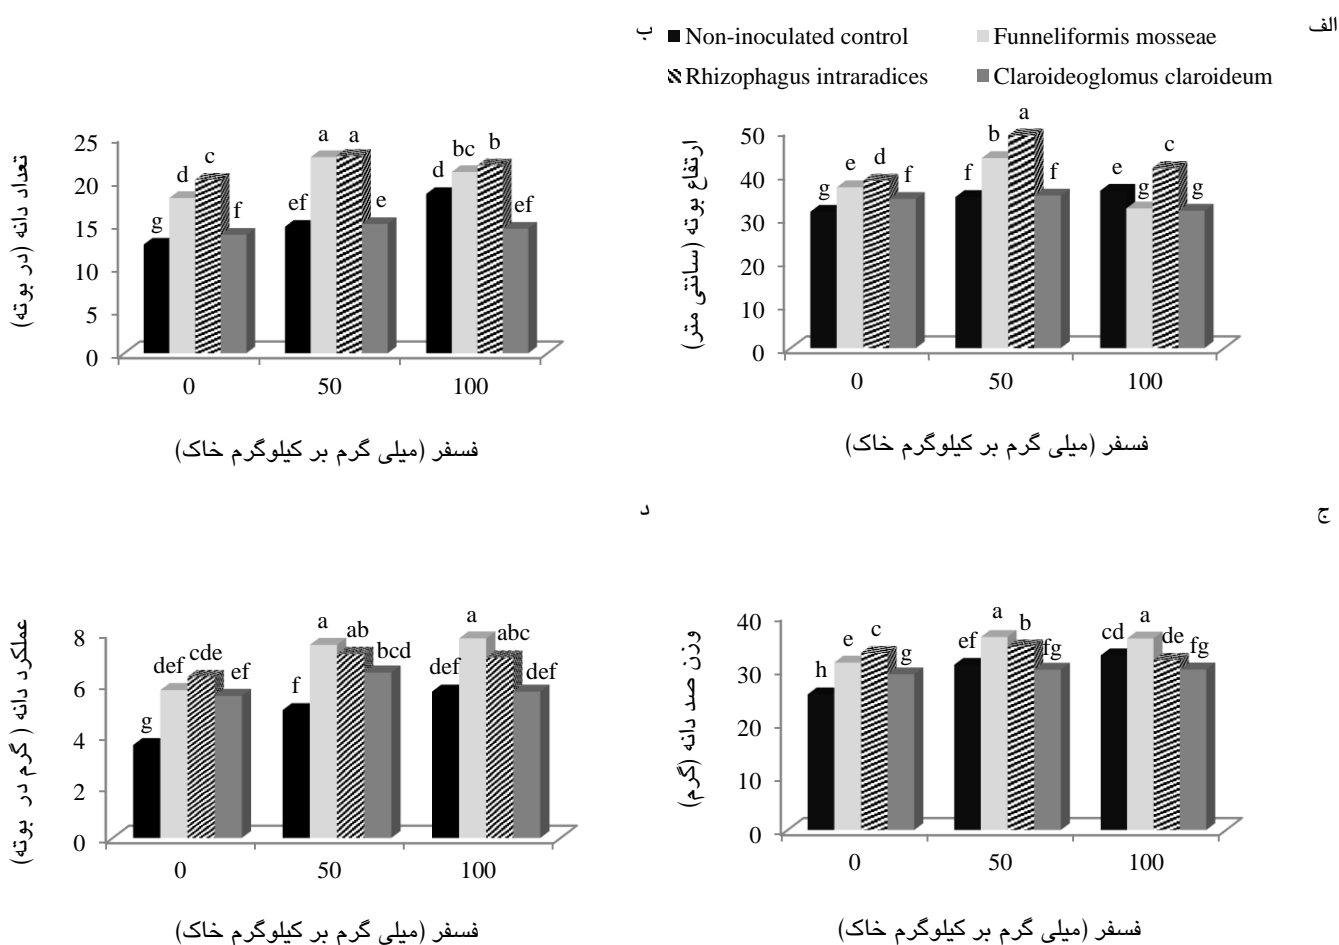 الف
ب
Non-inoculated control
Funneliformis mosseae
Rhizophagus intraradices
Claroideoglomus claroideum
ارتفاع بوته (سانتی متر)
50
40
30
20
10
0
g e d f
f b a f
e g c g
0 50 100
فسفر (میلی گرم بر کیلوگرم خاک)
تعداد دانه (در بوته)
25
20
15
10
5
0
g d c f
ef a a e
d bc b ef
0 50 100
فسفر (میلی گرم بر کیلوگرم خاک)
ج
وزن صد دانه (گرم)
40
30
20
10
0
h e c g
ef a b fg
cd a de fg
0 50 100
فسفر (میلی گرم بر کیلوگرم خاک)
د
عملکرد دانه ( گرم در بوته)
8
6
4
2
0
g def cde ef
f a ab bcd
def a abc def
0 50 100
فسفر (میلی گرم بر کیلوگرم خاک)